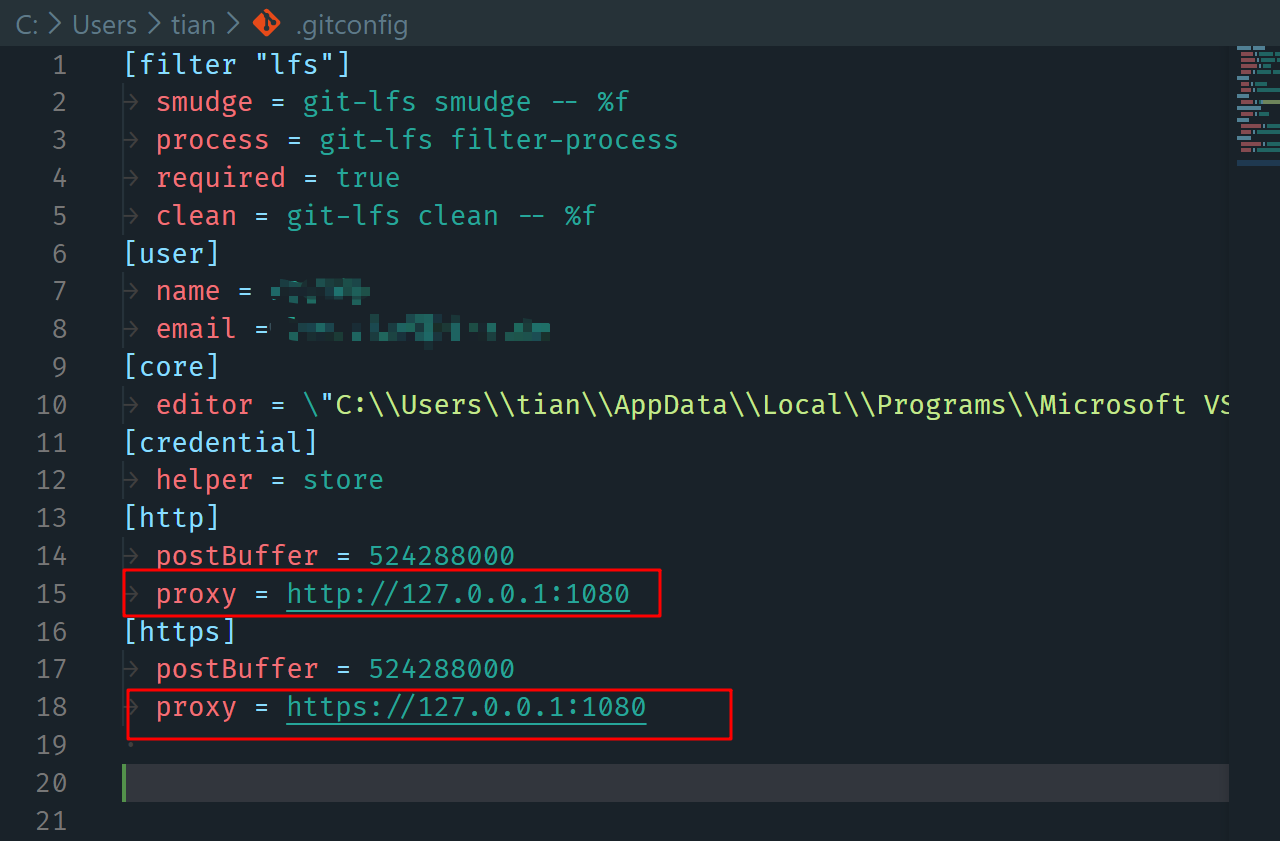 C: > Users > tian > .gitconfig
1 [filter "lfs"]
2 smudge = git-lfs smudge -- %f
3 process = git-lfs filter-process
4 required = true
5 clean = git-lfs clean -- %f
6 [user]
7 name =
8 email =
9 [core]
10 editor = \"C:\\Users\\tian\\AppData\\Local\\Programs\\Microsoft VS
11 [credential]
12 helper = store
13 [http]
14 postBuffer = 524288000
15 proxy = http://127.0.0.1:1080
16 [https]
17 postBuffer = 524288000
18 proxy = https://127.0.0.1:1080
19
20
21